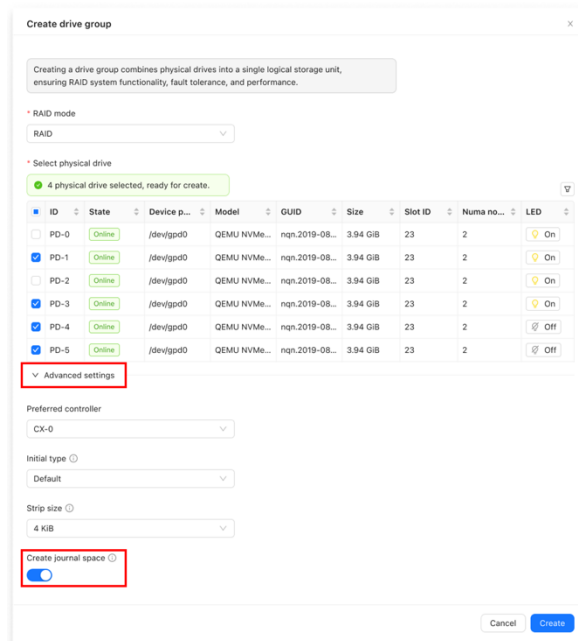 Create drive group
Creating a drive group combines physical drives into a single logical storage unit,
ensuring RAID system functionality, fault tolerance, and performance.
* RAID mode
RAID
* Select physical drive
4 physical drive selected, ready for create.
ID State Device p... Model GUID Size Slot ID Numa no... LED
PD-0 Online /dev/gpd0 QEMU NVMe... nqn.2019-08... 3.94 GiB 23 2 On
PD-1 Online /dev/gpd0 QEMU NVMe... nqn.2019-08... 3.94 GiB 23 2 On
PD-2 Online /dev/gpd0 QEMU NVMe... nqn.2019-08... 3.94 GiB 23 2 On
PD-3 Online /dev/gpd0 QEMU NVMe... nqn.2019-08... 3.94 GiB 23 2 On
PD-4 Online /dev/gpd0 QEMU NVMe... nqn.2019-08... 3.94 GiB 23 2 Off
PD-5 Online /dev/gpd0 QEMU NVMe... nqn.2019-08... 3.94 GiB 23 2 Off
Advanced settings
Preferred controller
CX-0
Initial type
Default
Strip size
4 KiB
Create journal space
Cancel Create